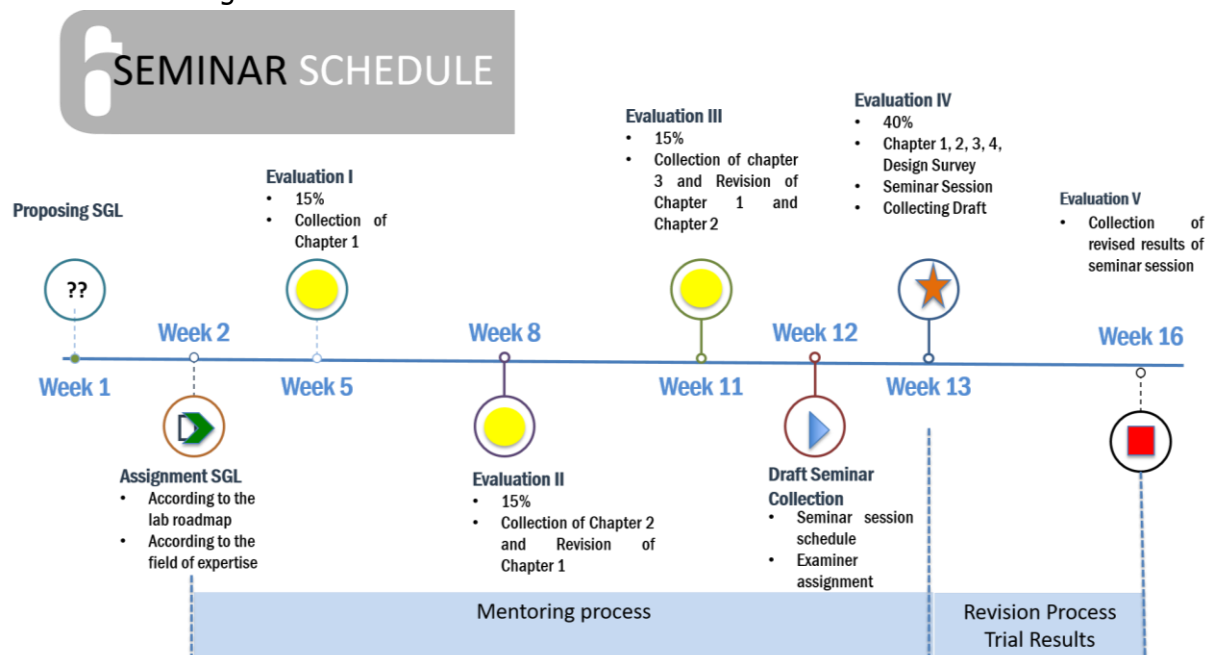 6
SEMINAR SCHEDULE
Proposing SGL
??
Week 1
Week 2
Assignment SGL
• According to the
lab roadmap
• According to the
field of expertise
Evaluation I
• 15%
• Collection of
Chapter 1
Week 5
Week 8
Evaluation II
• 15%
• Collection of Chapter 2
and Revision of
Chapter 1
Evaluation III
• 15%
• Collection of chapter
3 and Revision of
Chapter 1 and
Chapter 2
Week 11
Week 12
Draft Seminar
Collection
• Seminar session
schedule
• Examiner
assignment
Evaluation IV
• 40%
• Chapter 1, 2, 3, 4,
Design Survey
• Seminar Session
• Collecting Draft
Week 13
Evaluation V
• Collection of
revised results of
seminar session
Week 16
Mentoring process
Revision Process
Trial Results